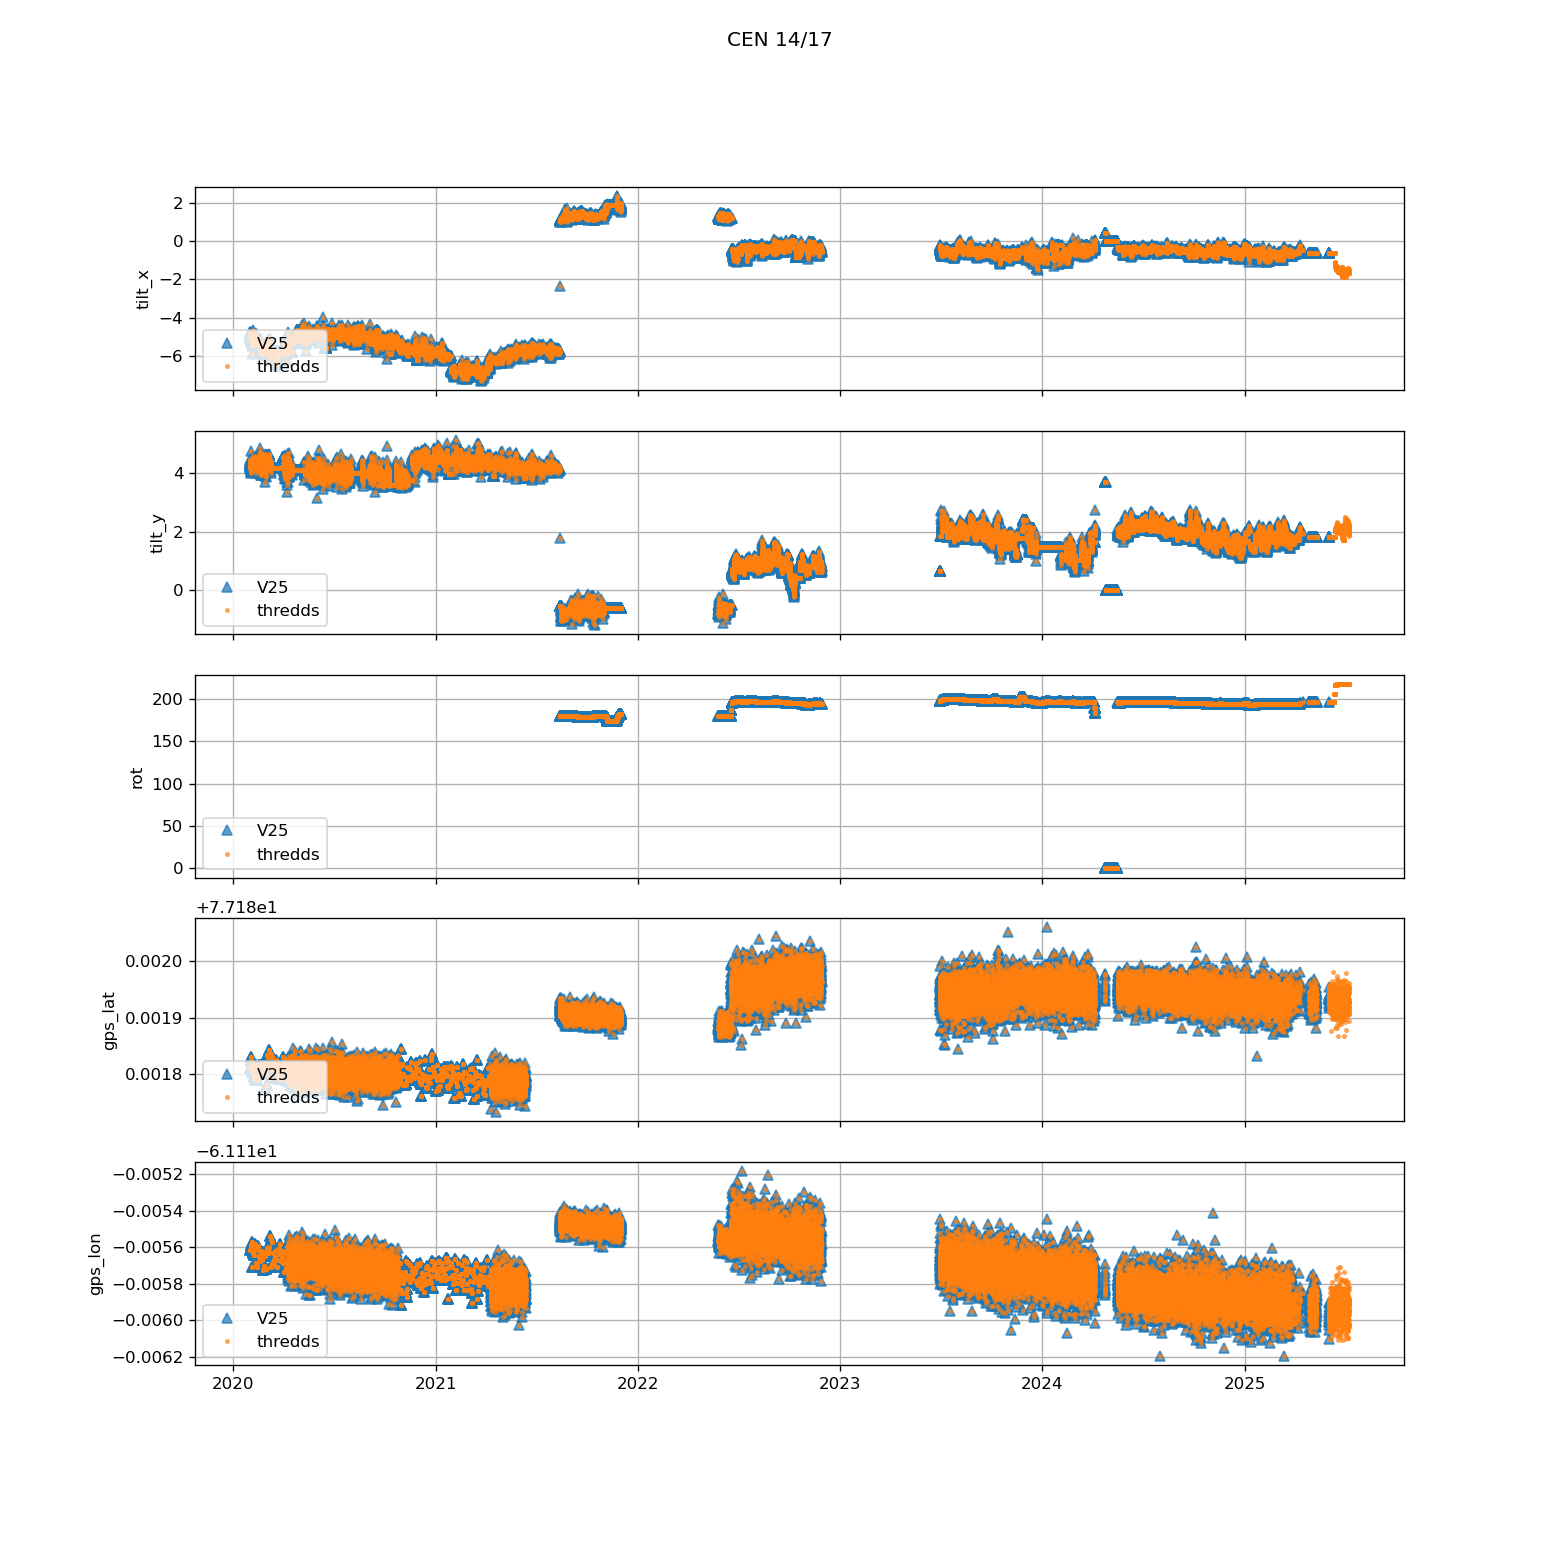 CEN 14/17
2
0
−2
−4
−6
tilt_x
V25
thredds
4
2
0
tilt_y
V25
thredds
200
150
100
50
0
rot
V25
thredds
+7.718e1
0.0020
0.0019
0.0018
gps_lat
V25
thredds
−6.111e1
−0.0052
−0.0054
−0.0056
−0.0058
−0.0060
−0.0062
gps_lon
V25
thredds
2020 2021 2022 2023 2024 2025